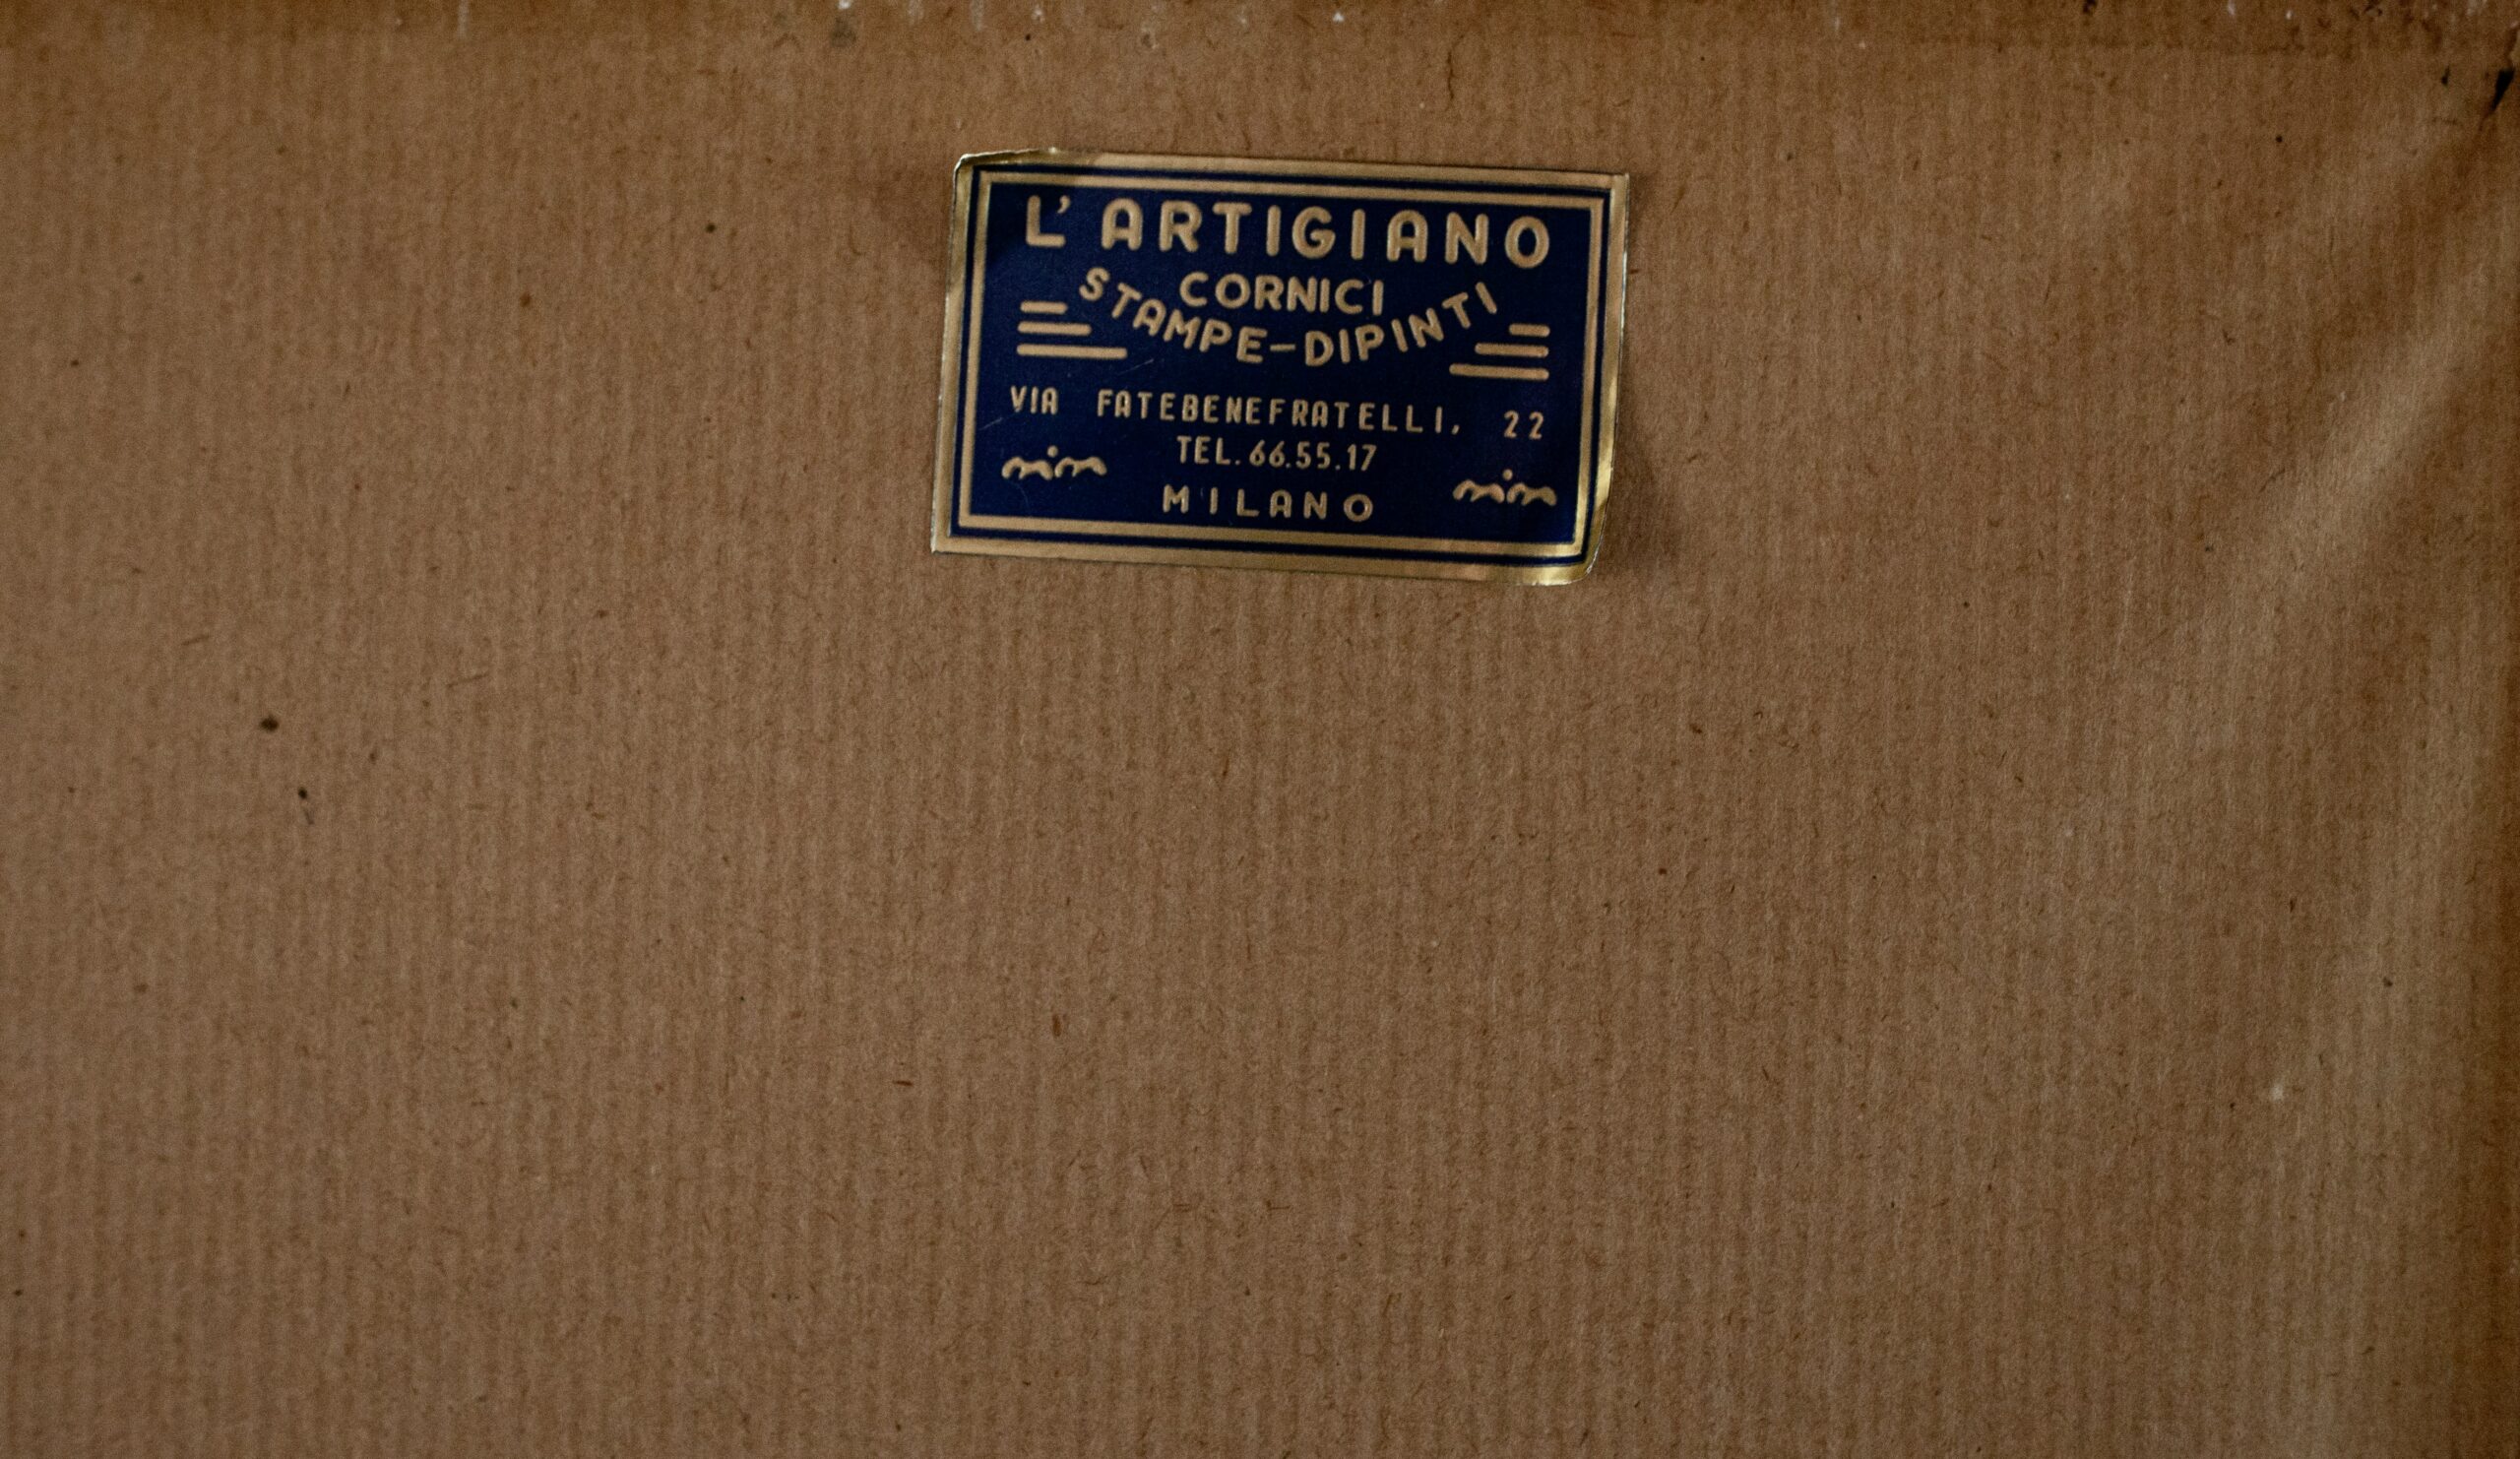 L'ARTIGIANO
CORNICI
STAMPE-DIPINTI
VIA FATEBENEFRATELLI, 22
TEL. 66.55.17
MILANO